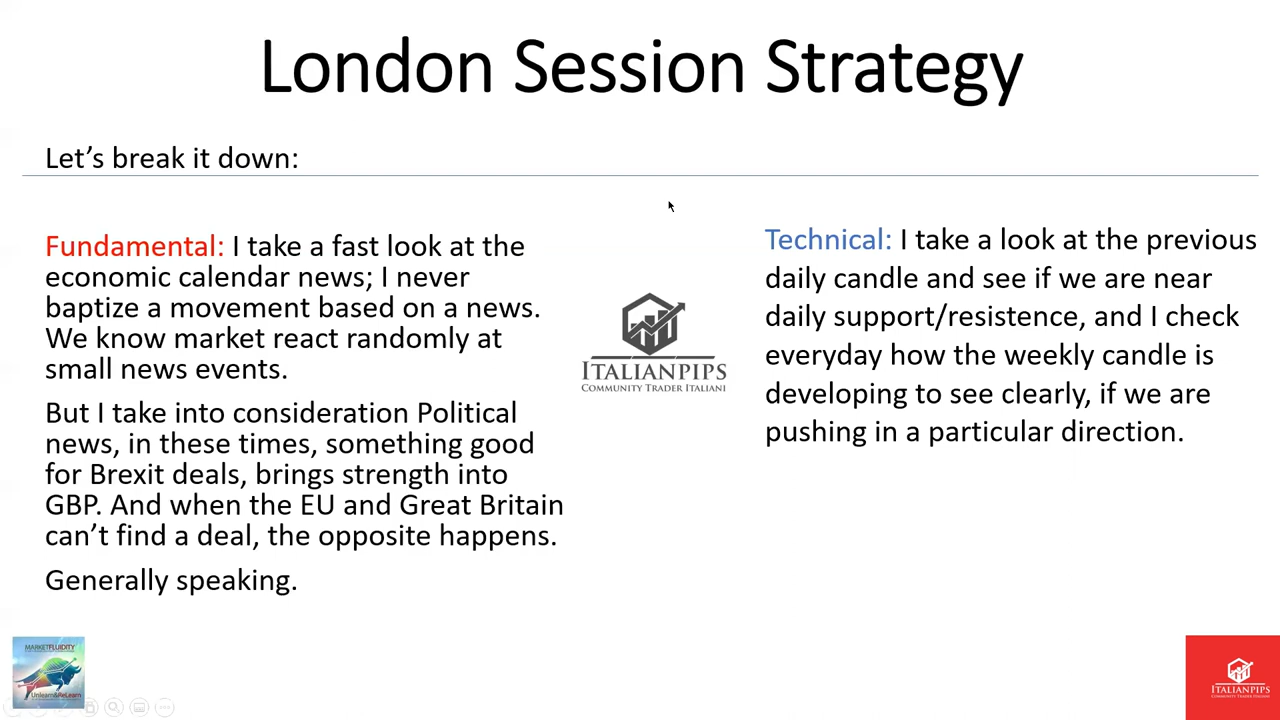 London Session Strategy
Let’s break it down:
Fundamental: I take a fast look at the
economic calendar news; I never
baptize a movement based on a news.
We know market react randomly at
small news events.
But I take into consideration Political
news, in these times, something good
for Brexit deals, brings strength into
GBP. And when the EU and Great Britain
can’t find a deal, the opposite happens.
Generally speaking.
ITALIANPIPS
COMMUNITY TRADER ITALIANI
Technical: I take a look at the previous
daily candle and see if we are near
daily support/resistence, and I check
everyday how the weekly candle is
developing to see clearly, if we are
pushing in a particular direction.
MARKETFLUIDITY
Unlearn&ReLearn
ITALIANPIPS
COMMUNITY TRADER ITALIANI